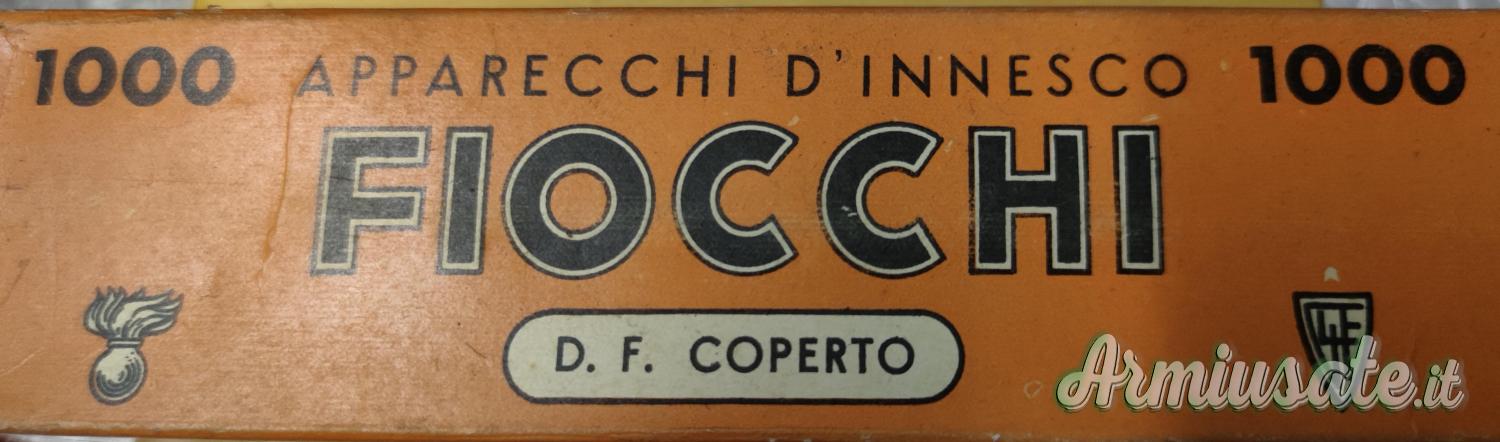 1000 APPARECCHI D'INNESCO 1000
FIOCCHI
D. F. COPERTO
Armiusate.it